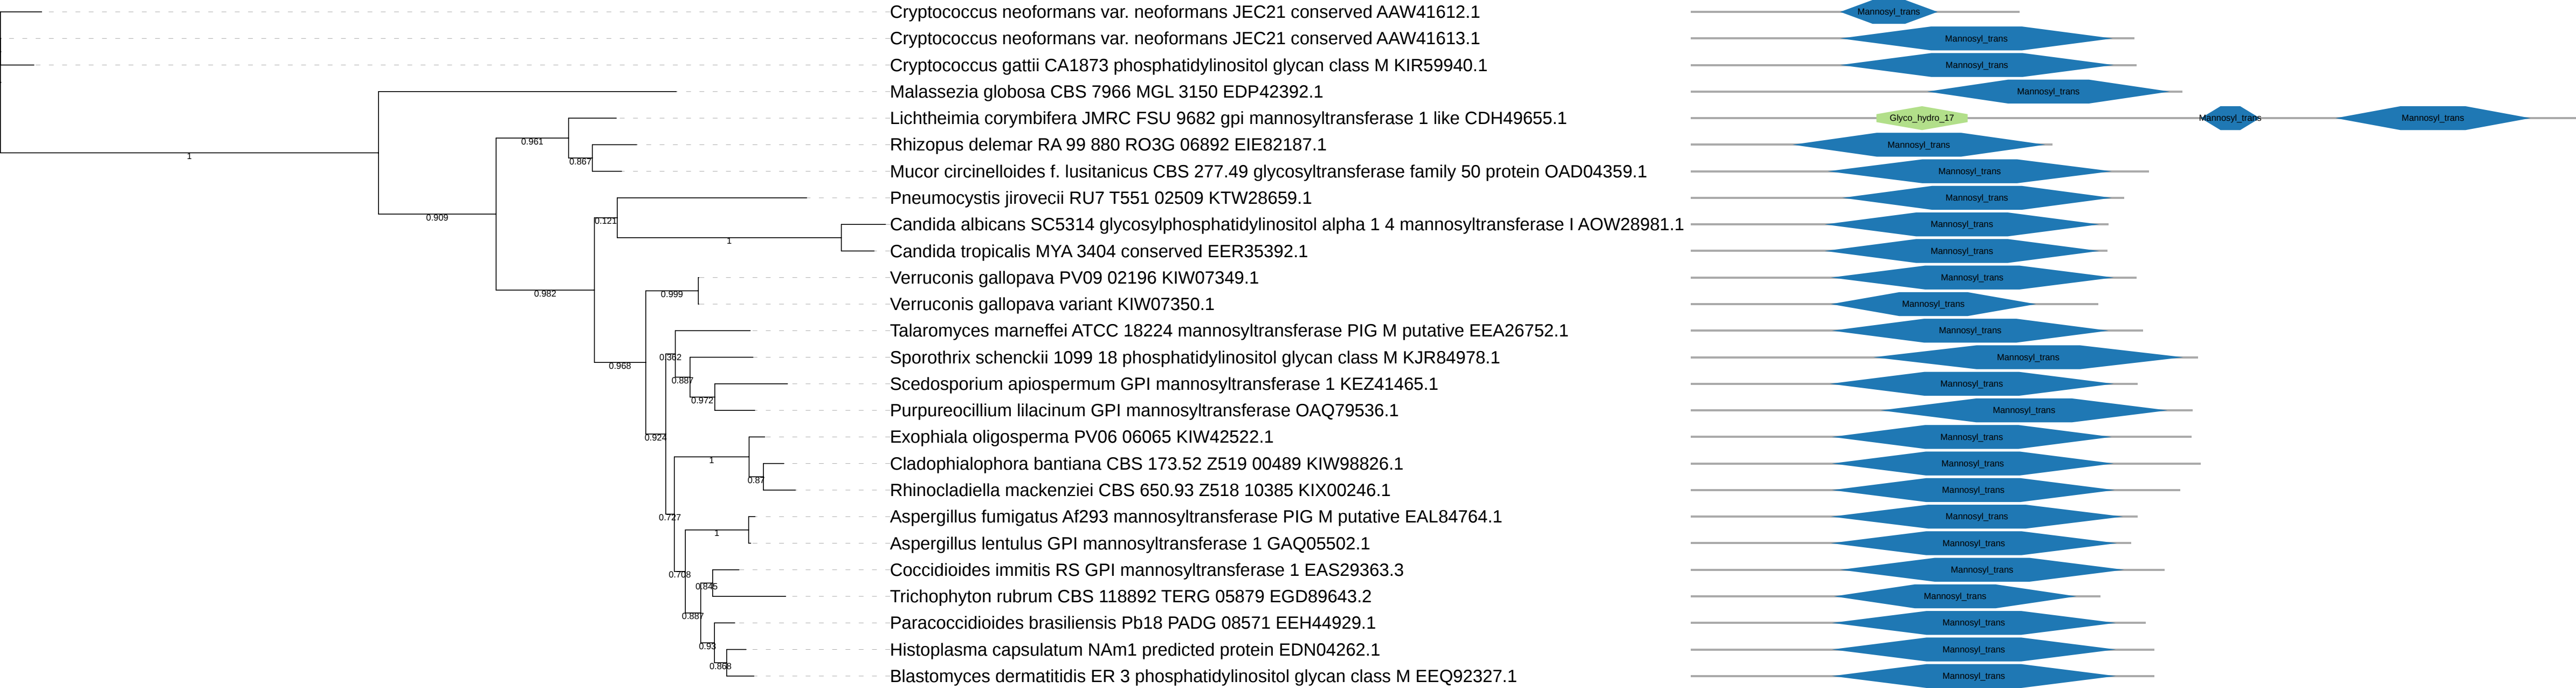 Cryptococcus neoformans var. neoformans JEC21 conserved AAW41612.1 Mannosyl_trans
Cryptococcus neoformans var. neoformans JEC21 conserved AAW41613.1 Mannosyl_trans
Cryptococcus gattii CA1873 phosphatidylinositol glycan class M KIR59940.1 Mannosyl_trans
Malassezia globosa CBS 7966 MGL 3150 EDP42392.1 Mannosyl_trans
Lichtheimia corymbifera JMRC FSU 9682 gpi mannosyltransferase 1 like CDH49655.1 Glyco_hydro_17 Mannosyl_trans Mannosyl_trans
0.961
Rhizopus delemar RA 99 880 RO3G 06892 EIE82187.1 Mannosyl_trans
1
0.867
Mucor circinelloides f. lusitanicus CBS 277.49 glycosyltransferase family 50 protein OAD04359.1 Mannosyl_trans
Pneumocystis jirovecii RU7 T551 02509 KTW28659.1 Mannosyl_trans
0.909
0.121
Candida albicans SC5314 glycosylphosphatidylinositol alpha 1 4 mannosyltransferase I AOW28981.1 Mannosyl_trans
1
Candida tropicalis MYA 3404 conserved EER35392.1 Mannosyl_trans
Verruconis gallopava PV09 02196 KIW07349.1 Mannosyl_trans
0.982
0.999
Verruconis gallopava variant KIW07350.1 Mannosyl_trans
Talaromyces marneffei ATCC 18224 mannosyltransferase PIG M putative EEA26752.1 Mannosyl_trans
0.362
Sporothrix schenckii 1099 18 phosphatidylinositol glycan class M KJR84978.1 Mannosyl_trans
0.968
0.887
Scedosporium apiospermum GPI mannosyltransferase 1 KEZ41465.1 Mannosyl_trans
0.972
Purpureocillium lilacinum GPI mannosyltransferase OAQ79536.1 Mannosyl_trans
0.924
Exophiala oligosperma PV06 06065 KIW42522.1 Mannosyl_trans
1
Cladophialophora bantiana CBS 173.52 Z519 00489 KIW98826.1 Mannosyl_trans
0.87
Rhinocladiella mackenziei CBS 650.93 Z518 10385 KIX00246.1 Mannosyl_trans
0.727
Aspergillus fumigatus Af293 mannosyltransferase PIG M putative EAL84764.1 Mannosyl_trans
1
Aspergillus lentulus GPI mannosyltransferase 1 GAQ05502.1 Mannosyl_trans
0.708
Coccidioides immitis RS GPI mannosyltransferase 1 EAS29363.3 Mannosyl_trans
0.845
Trichophyton rubrum CBS 118892 TERG 05879 EGD89643.2 Mannosyl_trans
0.887
Paracoccidioides brasiliensis Pb18 PADG 08571 EEH44929.1 Mannosyl_trans
0.93
Histoplasma capsulatum NAm1 predicted protein EDN04262.1 Mannosyl_trans
0.868
Blastomyces dermatitidis ER 3 phosphatidylinositol glycan class M EEQ92327.1 Mannosyl_trans